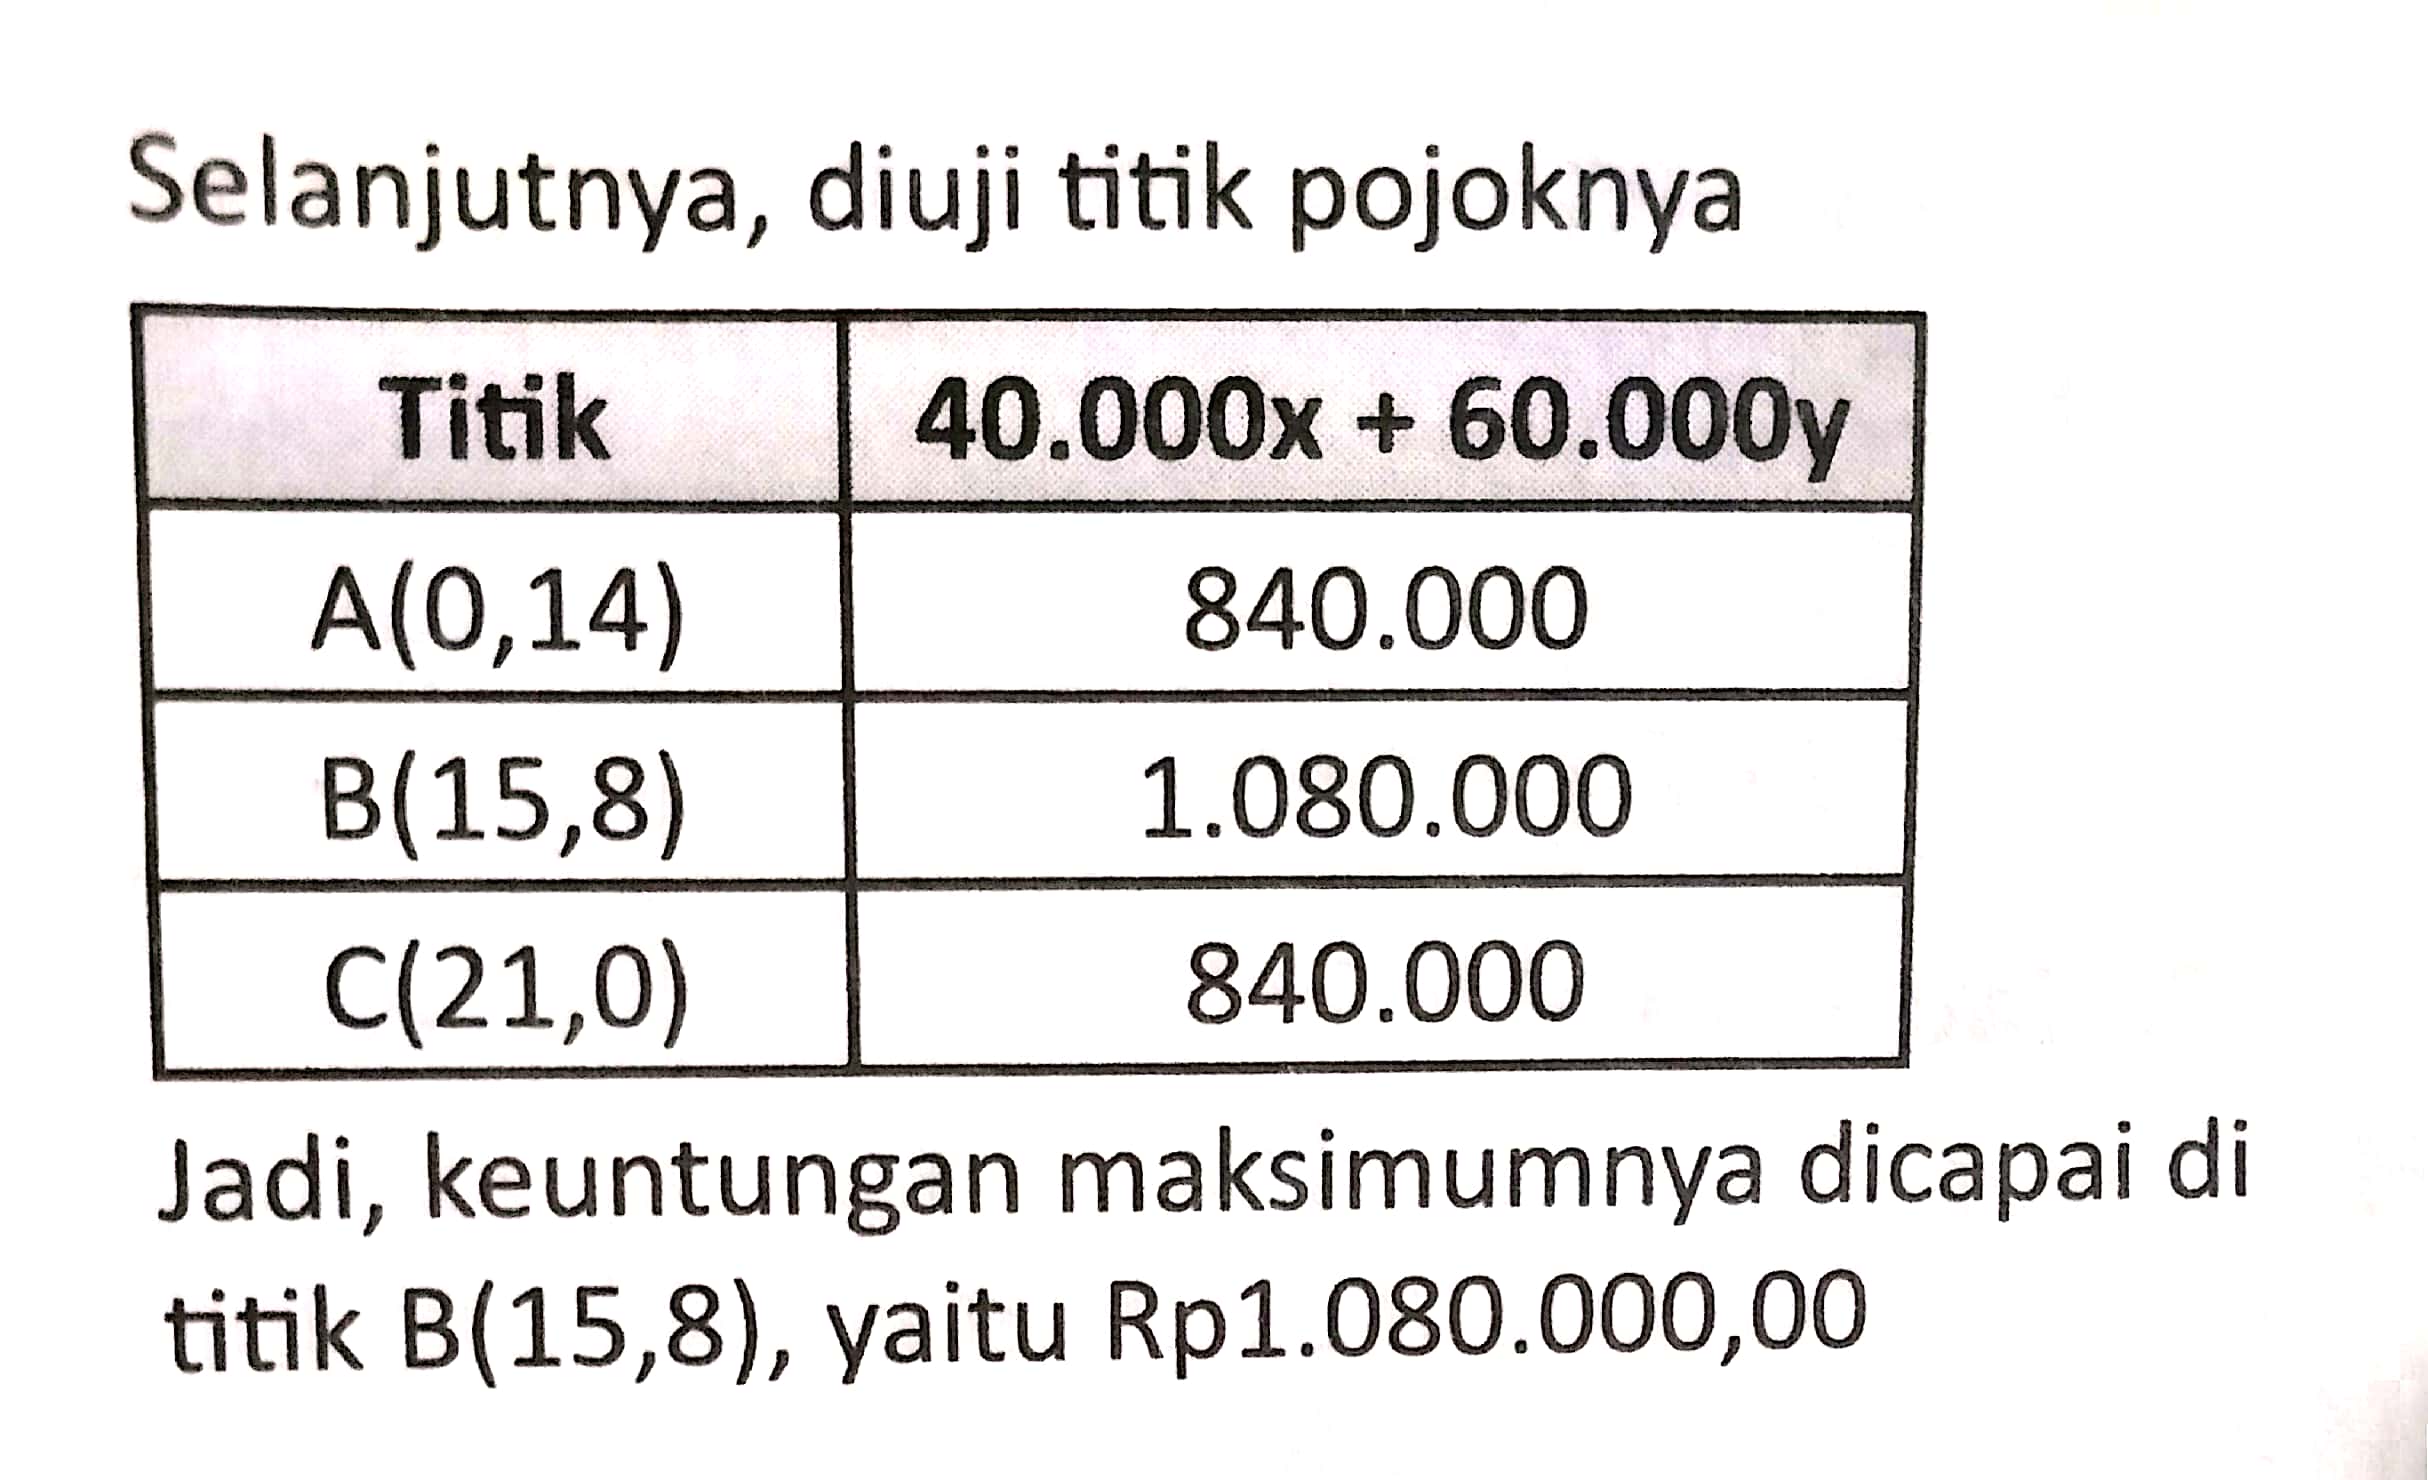 Selanjutnya, diuji titik pojoknya
Titik 40.000x + 60.000y
A(0,14) 840.000
B(15,8) 1.080.000
C(21,0) 840.000
Jadi, keuntungan maksimumnya dicapai di
titik B(15,8), yaitu Rp1.080.000,00